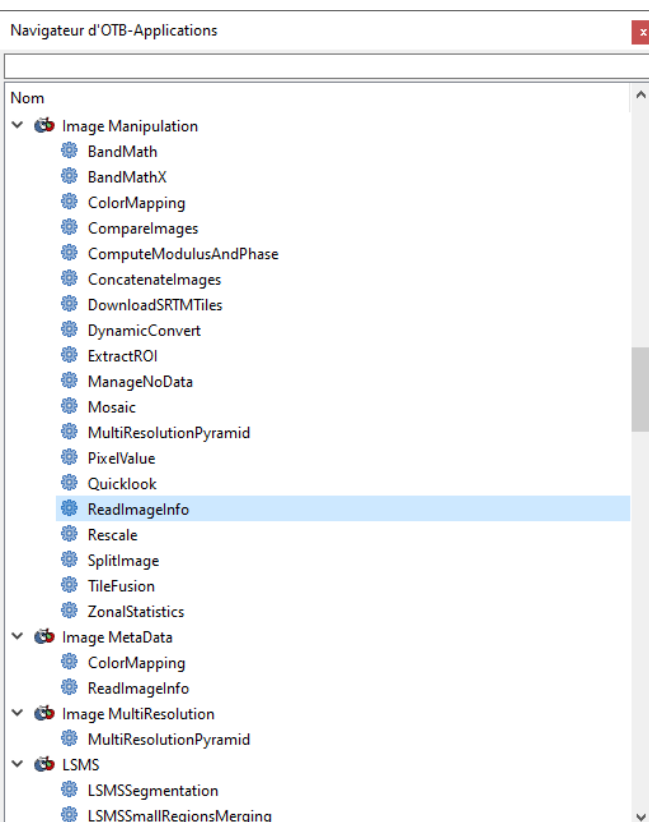 Navigateur d'OTB-Applications
x
Nom
Image Manipulation
BandMath
BandMathX
ColorMapping
CompareImages
ComputeModulusAndPhase
ConcatenateImages
DownloadSRTMTiles
DynamicConvert
ExtractROI
ManageNoData
Mosaic
MultiResolutionPyramid
PixelValue
Quicklook
ReadImageInfo
Rescale
SplitImage
TileFusion
ZonalStatistics
Image MetaData
ColorMapping
ReadImageInfo
Image MultiResolution
MultiResolutionPyramid
LSMS
LSMSSegmentation
LSMSSmallRegionsMerging